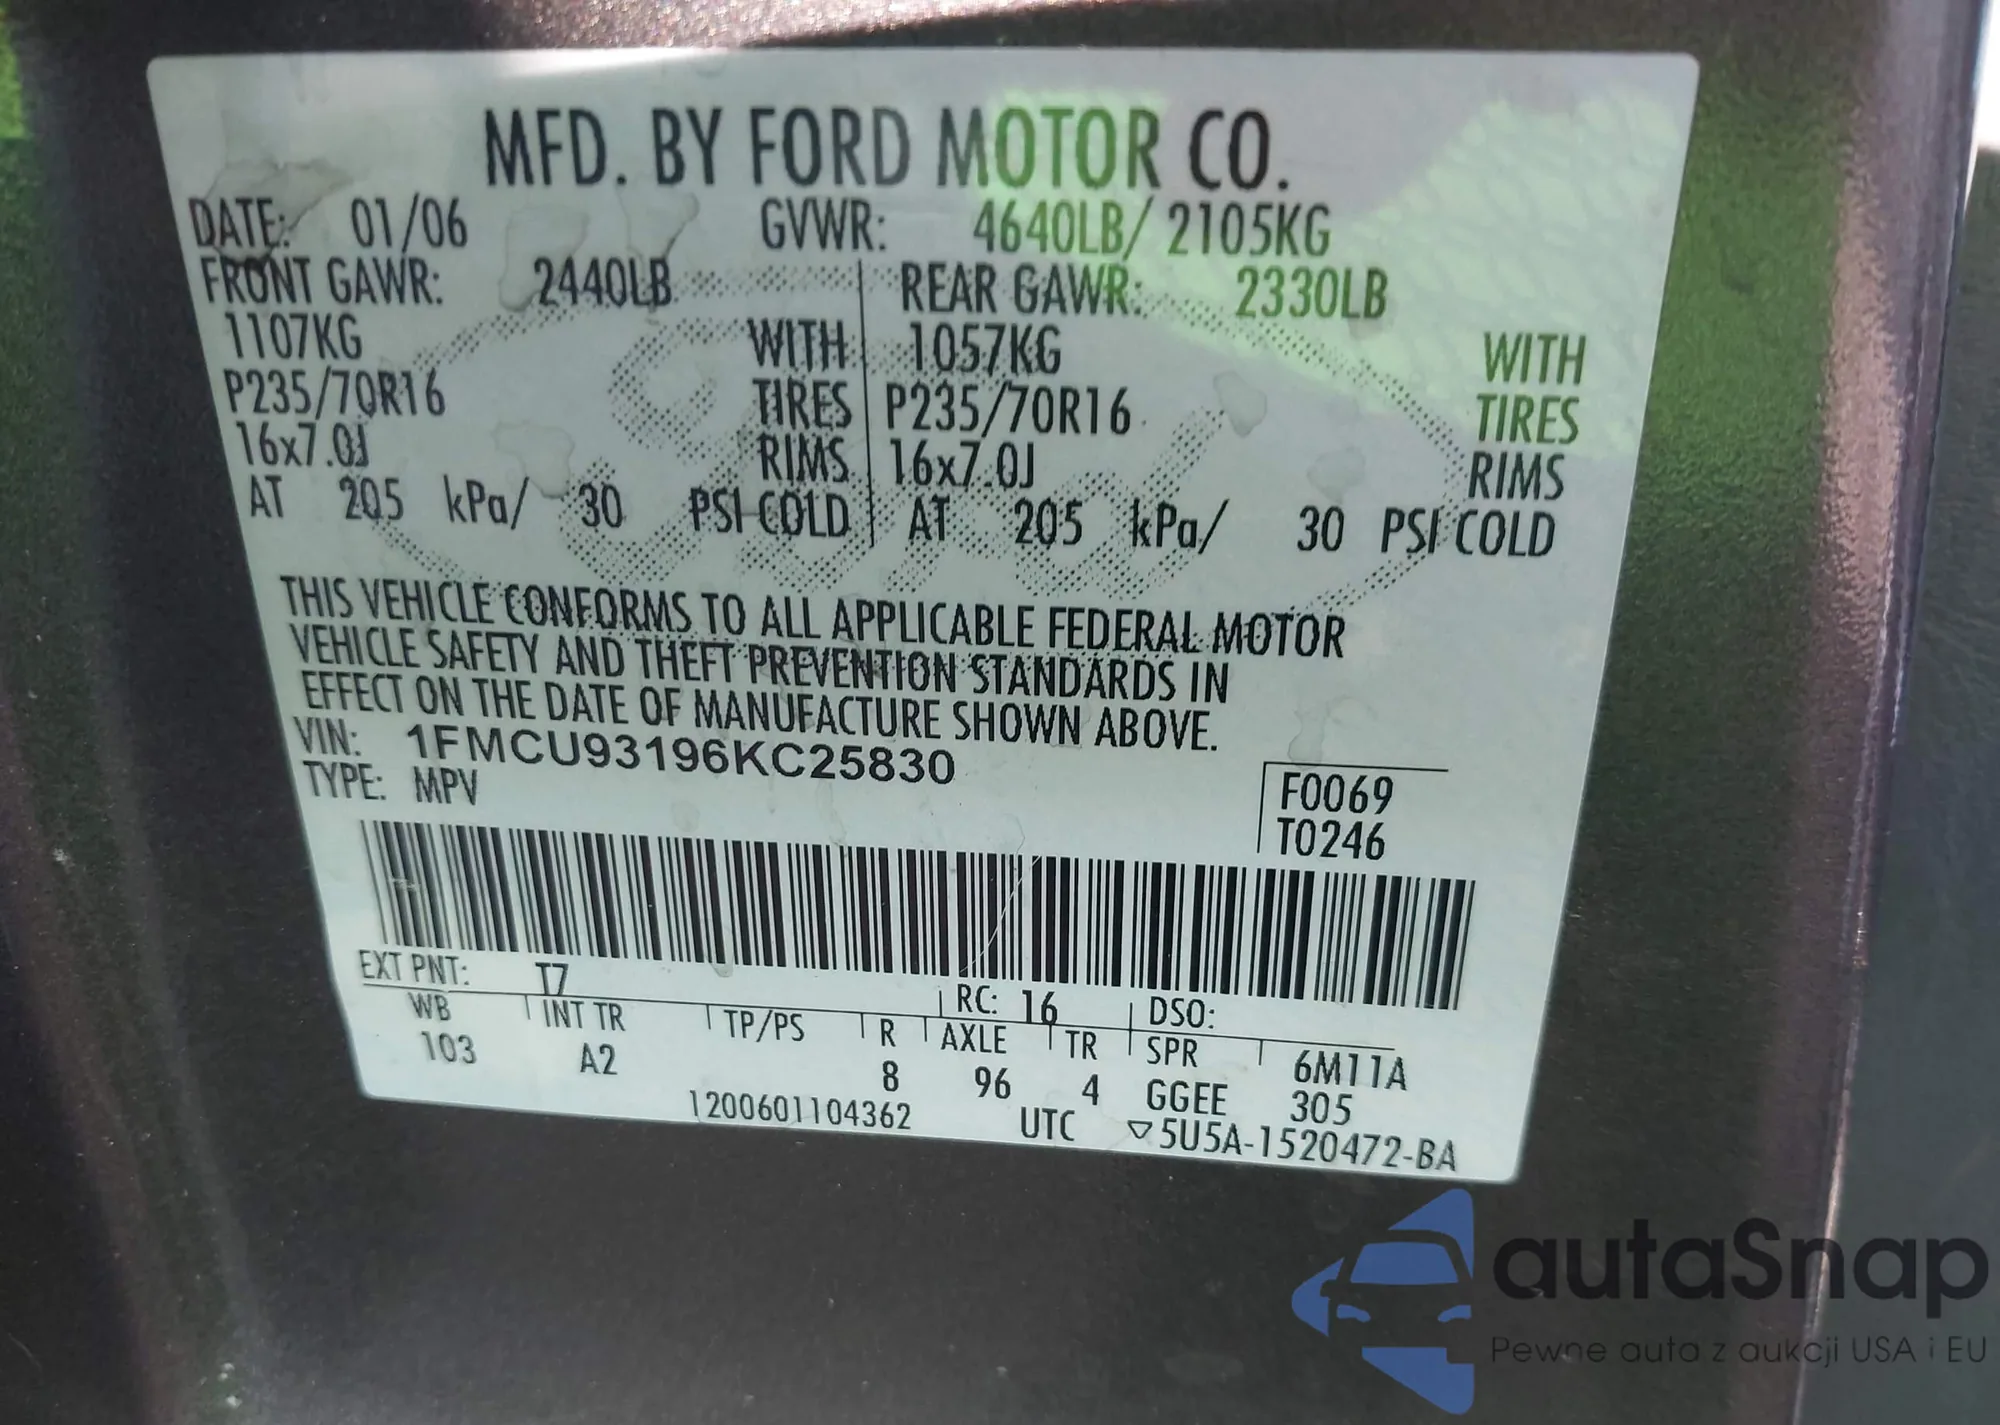 MFD. BY FORD MOTOR CO.
DATE: 01/06 GVWR: 4640LB/ 2105KG
FRONT GAWR: 2440LB REAR GAWR: 2330LB
1107KG WITH 1057KG WITH
P235/70R16 TIRES P235/70R16 TIRES
16x7.0J RIMS 16x7.0J RIMS
AT 205 kPa/ 30 PSI COLD AT 205 kPa/ 30 PSI COLD
THIS VEHICLE CONFORMS TO ALL APPLICABLE FEDERAL MOTOR
VEHICLE SAFETY AND THEFT PREVENTION STANDARDS IN
EFFECT ON THE DATE OF MANUFACTURE SHOWN ABOVE.
VIN: 1FMCU93196KC25830
TYPE: MPV
F0069
T0246
EXT PNT: T7 RC: 16 DSO:
WB INT TR TP/PS R AXLE TR SPR 6M11A
103 A2 8 96 4 GGEE 305
1200601104362 UTC ▽5U5A-1520472-BA
Ford
autaSnap
Pewne auta z aukcji USA i EU